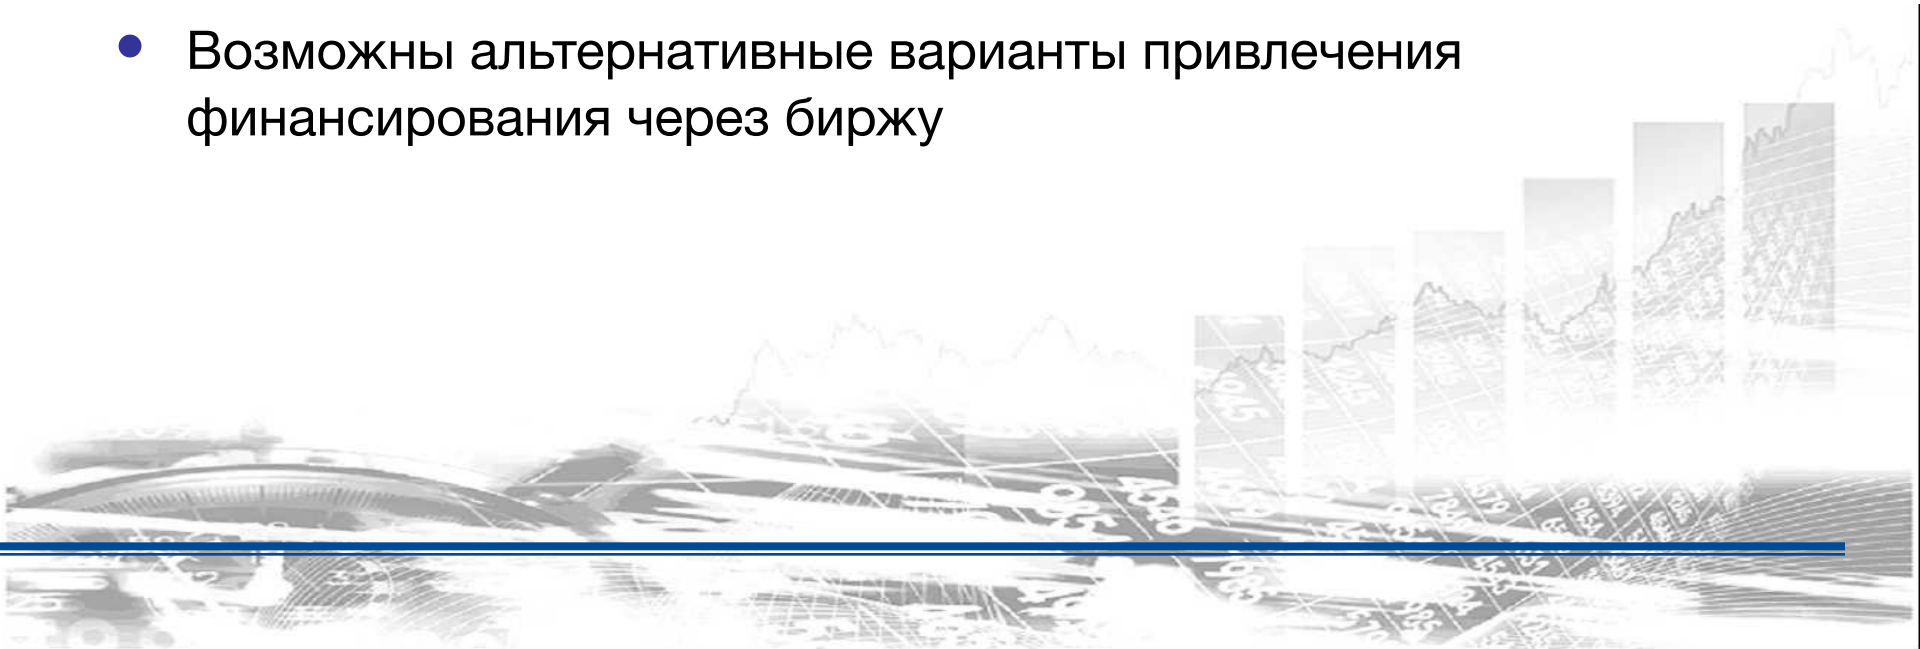 • Возможны альтернативные варианты привлечения
финансирования через биржу